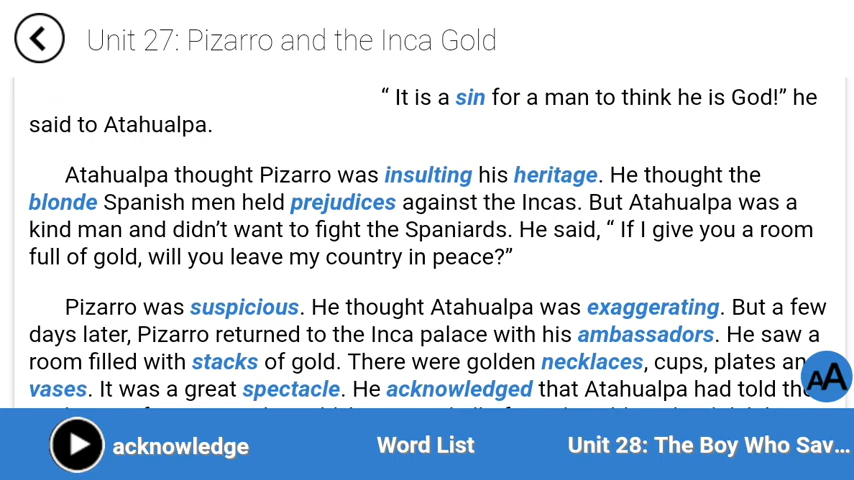 Unit 27: Pizarro and the Inca Gold
“ It is a sin for a man to think he is God!” he
said to Atahualpa.
Atahualpa thought Pizarro was insulting his heritage. He thought the
blonde Spanish men held prejudices against the Incas. But Atahualpa was a
kind man and didn’t want to fight the Spaniards. He said, “ If I give you a room
full of gold, will you leave my country in peace?”
Pizarro was suspicious. He thought Atahualpa was exaggerating. But a few
days later, Pizarro returned to the Inca palace with his ambassadors. He saw a
room filled with stacks of gold. There were golden necklaces, cups, plates
vases. It was a great spectacle. He acknowledged that Atahualpa had told
AA
acknowledge
Word List
Unit 28: The Boy Who Sav...